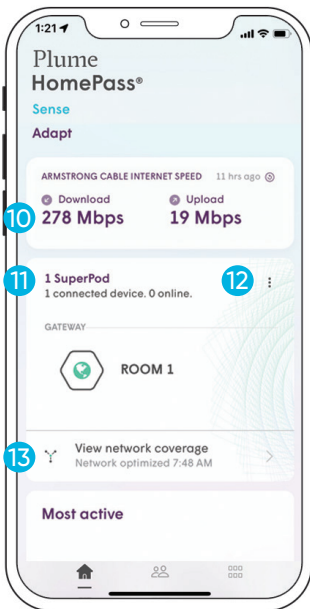 1:21
Plume
HomePass®
Sense
Adapt
ARMSTRONG CABLE INTERNET SPEED 11 hrs ago
Download Upload
10 278 Mbps 19 Mbps
11 1 SuperPod 12
1 connected device. 0 online.
GATEWAY
ROOM 1
13 View network coverage
Network optimized 7:48 AM
Most active